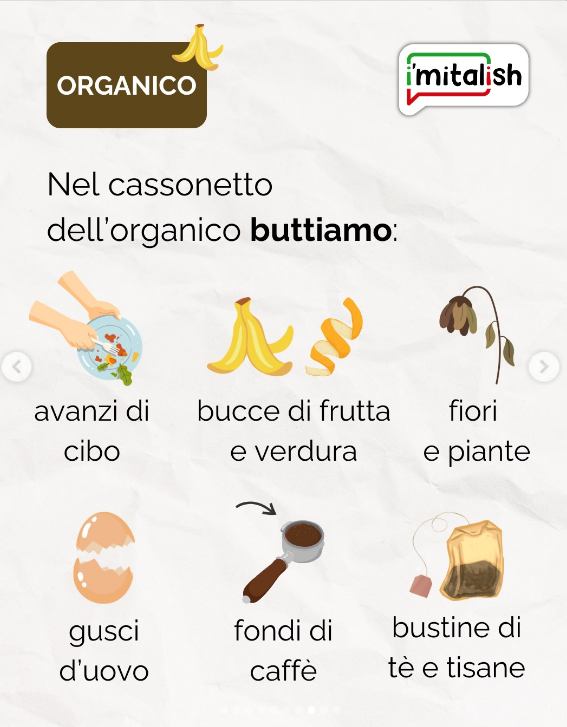 ORGANICO
i'mitalish
Nel cassonetto
dell'organico buttiamo:
avanzi di
cibo
bucce di frutta
e verdura
fiori
e piante
gusci
d'uovo
fondi di
caffè
bustine di
tè e tisane